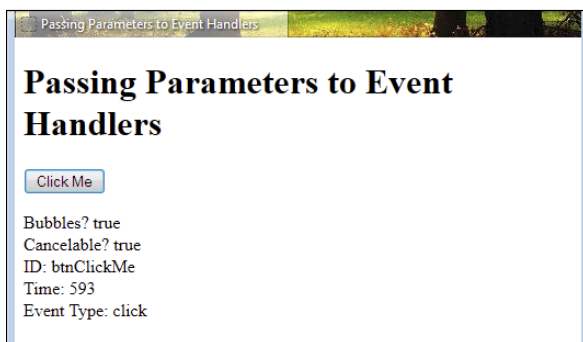 Passing Parameters to Event Handlers
Passing Parameters to Event
Handlers
Click Me
Bubbles? true
Cancelable? true
ID: btnClickMe
Time: 593
Event Type: click